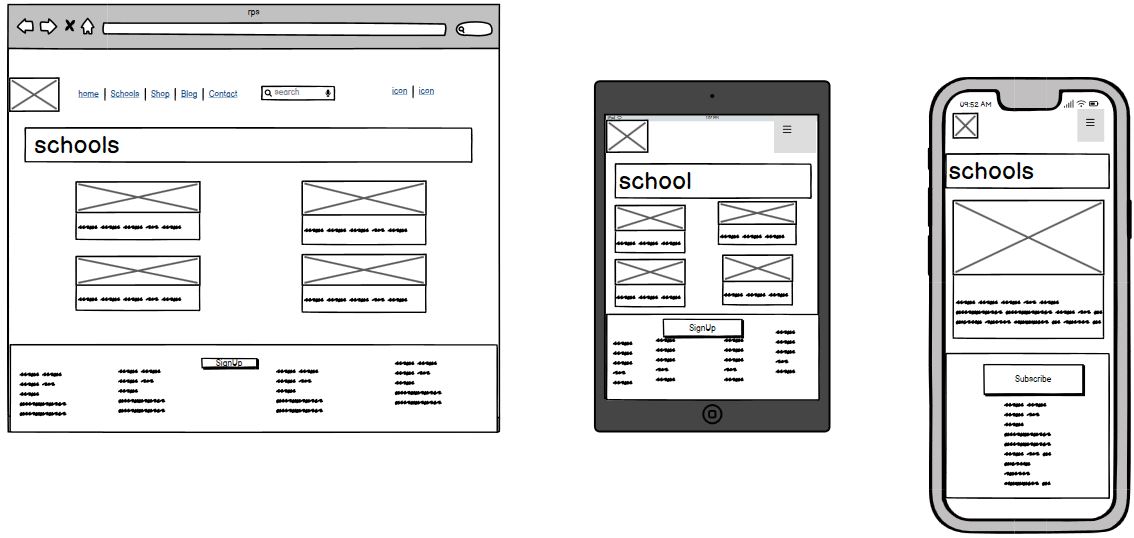 rps
home | Schools | Shop | Blog | Contact
search
icon | icon
schools
SignUp
school
SignUp
09:52 AM
schools
Subscribe